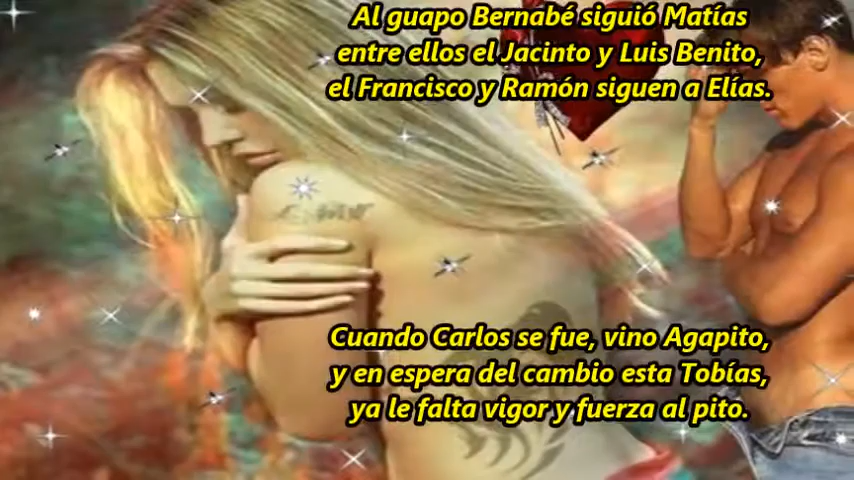 Al guapo Bernabé siguió Matías
entre ellos el Jacinto y Luis Benito,
el Francisco y Ramón siguen a Elías.
Cuando Carlos se fue, vino Agapito,
y en espera del cambio esta Tobías,
ya le falta vigor y fuerza al pito.